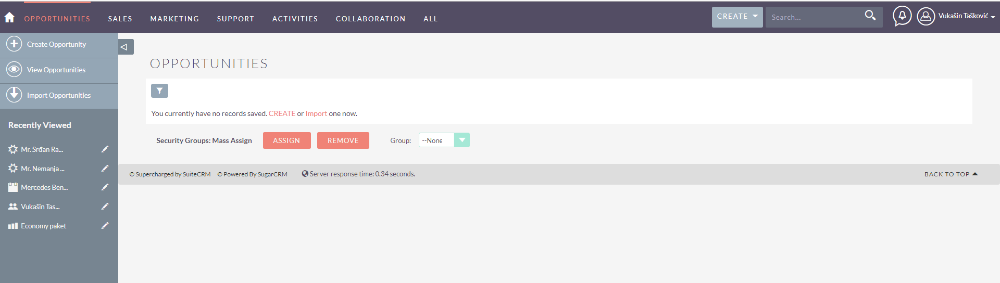 OPPORTUNITIES SALES MARKETING SUPPORT ACTIVITIES COLLABORATION ALL CREATE Search... Vukašin Tašković
Create Opportunity
View Opportunities
Import Opportunities
Recently Viewed
Mr. Srđan Ra...
Mr. Nemanja ...
Mercedes Ben...
Vukašin Tas...
Economy paket
OPPORTUNITIES
You currently have no records saved. CREATE or Import one now.
Security Groups: Mass Assign ASSIGN REMOVE Group: --None
© Supercharged by SuiteCRM © Powered By SugarCRM Server response time: 0.34 seconds. BACK TO TOP